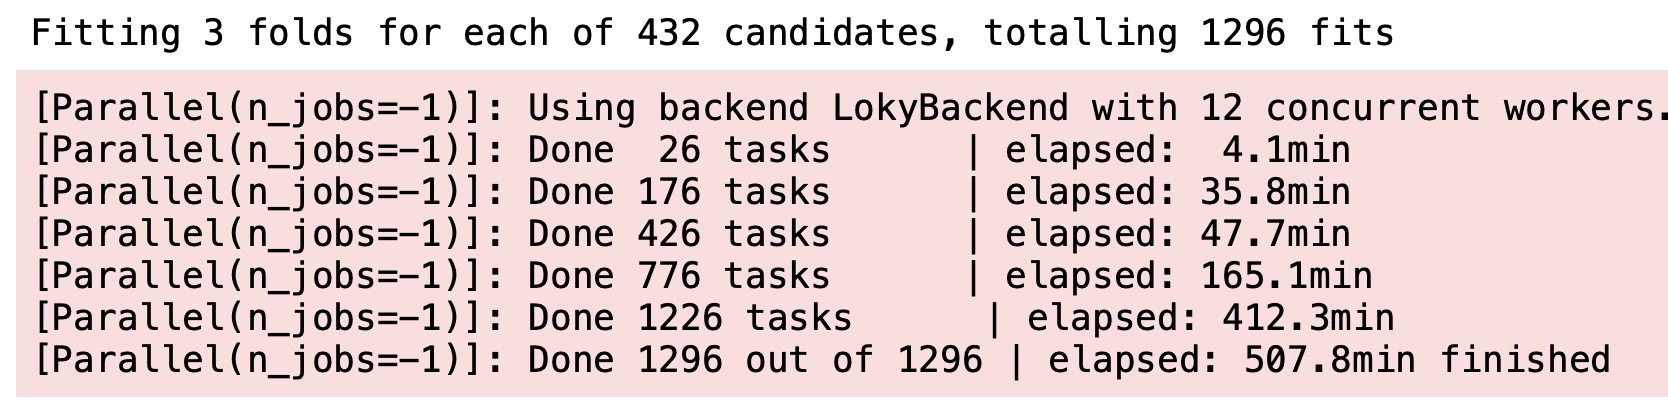 Fitting 3 folds for each of 432 candidates, totalling 1296 fits
[Parallel(n_jobs=-1)]: Using backend LokyBackend with 12 concurrent workers.
[Parallel(n_jobs=-1)]: Done  26 tasks      | elapsed:  4.1min
[Parallel(n_jobs=-1)]: Done 176 tasks      | elapsed: 35.8min
[Parallel(n_jobs=-1)]: Done 426 tasks      | elapsed: 47.7min
[Parallel(n_jobs=-1)]: Done 776 tasks      | elapsed: 165.1min
[Parallel(n_jobs=-1)]: Done 1226 tasks      | elapsed: 412.3min
[Parallel(n_jobs=-1)]: Done 1296 out of 1296 | elapsed: 507.8min finished